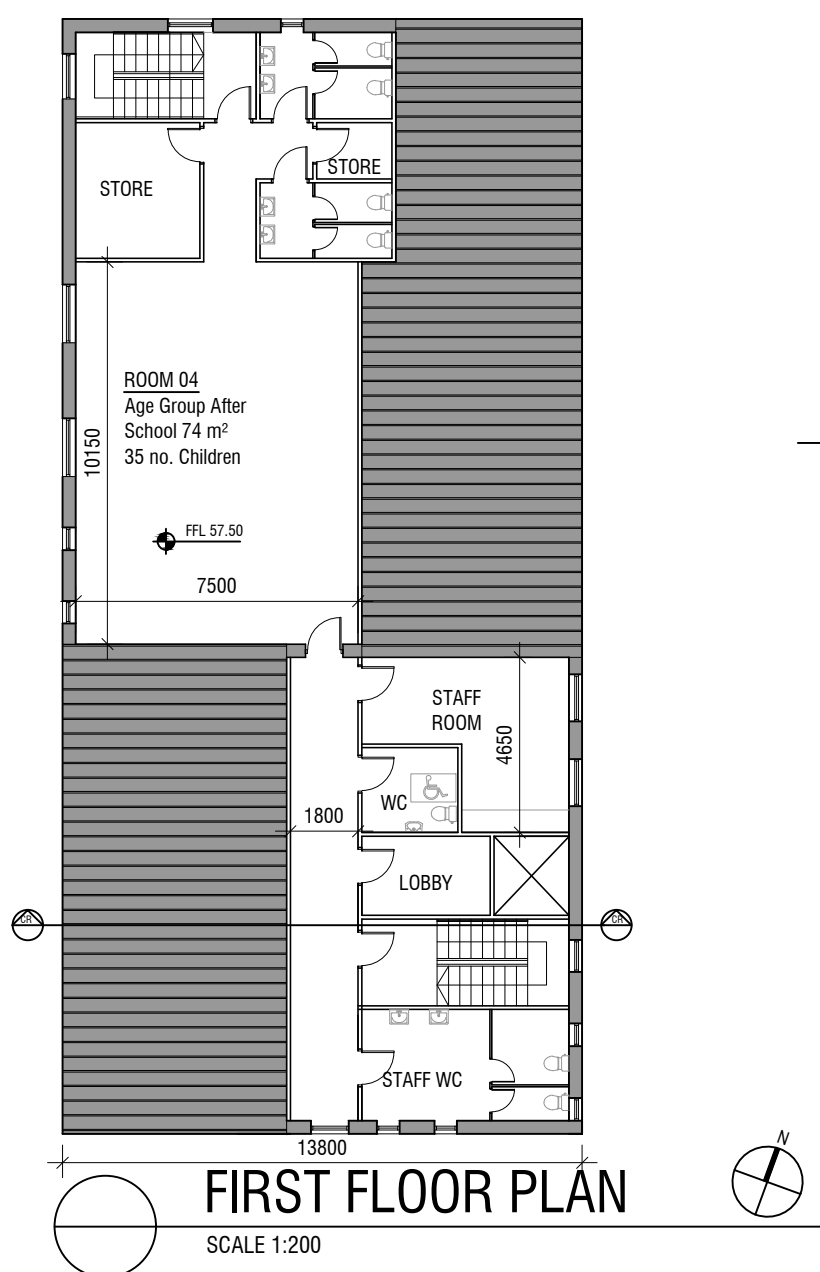 STORE
STORE
ROOM 04
Age Group After
School 74 m²
35 no. Children
10150
FFL 57.50
7500
STAFF
ROOM
4650
WC
1800
LOBBY
CR
CR
STAFF WC
13800
N
FIRST FLOOR PLAN
SCALE 1:200